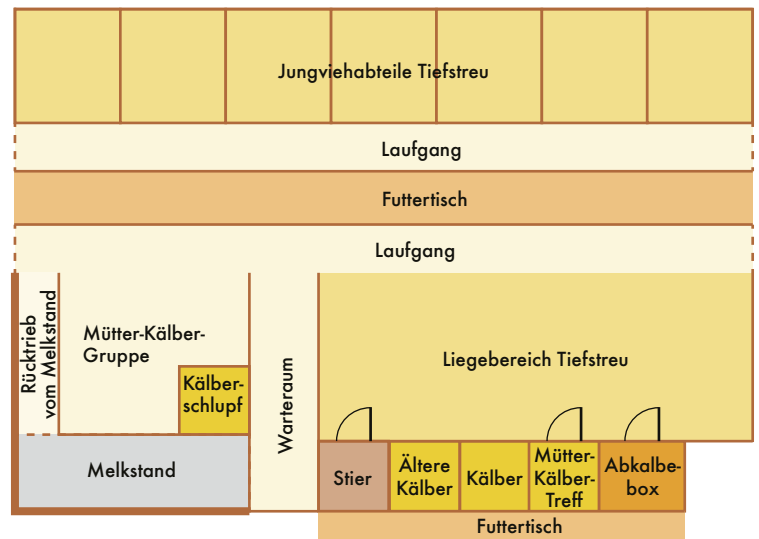 Jungviehabteile Tiefstreu
Laufgang
Futtertisch
Laufgang
Rücktrieb
vom Melkstand
Mütter-Kälber-
Gruppe
Kälber-
schlupf
Melkstand
Warteraum
Liegebereich Tiefstreu
Stier
Ältere
Kälber
Kälber
Mütter-
Kälber-
Treff
Abkalbe-
box
Futtertisch